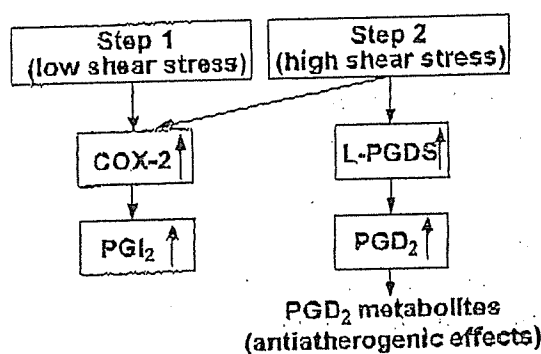 Step 1
(low shear stress)
Step 2
(high shear stress)
COX-2
L-PGDS
PGI₂
PGD₂
PGD₂ metabolites
(antiatherogenic effects)